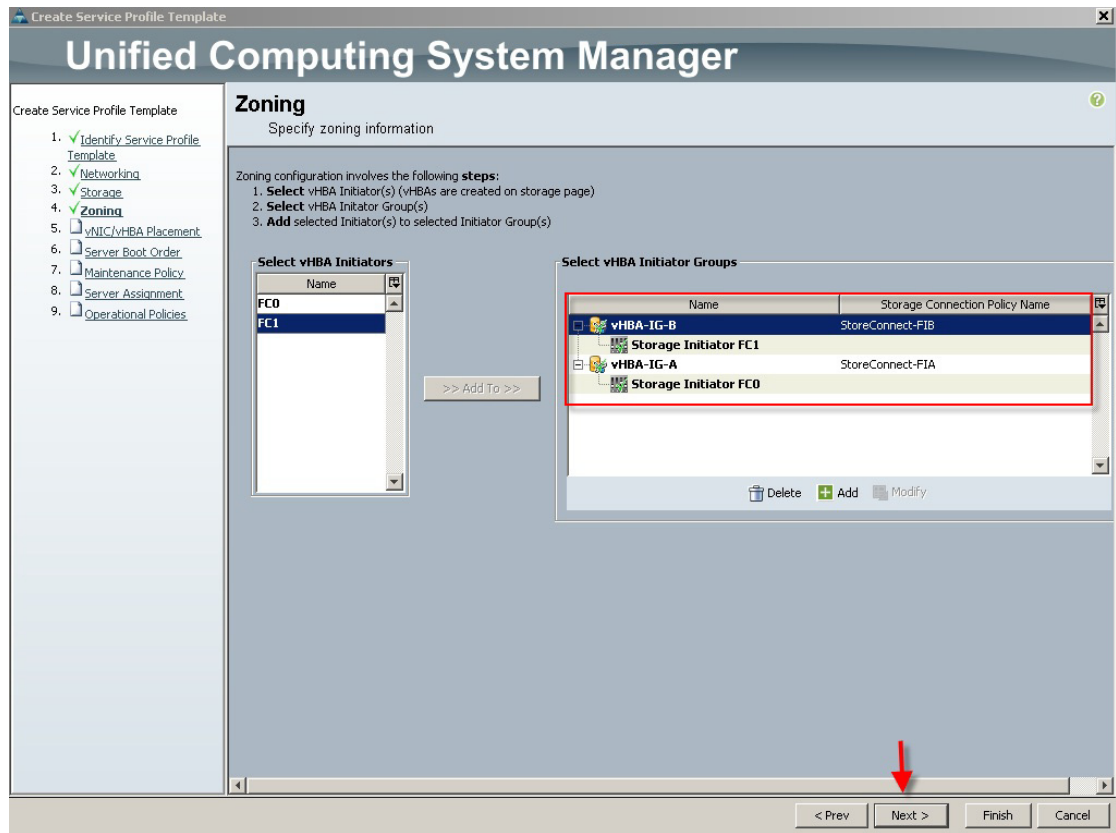 Create Service Profile Template
Unified Computing System Manager
Create Service Profile Template
1. Identify Service Profile
Template
2. Networking
3. Storage
4. Zoning
5. vNIC/vHBA Placement
6. Server Boot Order
7. Maintenance Policy
8. Server Assignment
9. Operational Policies
Zoning
Specify zoning information
Zoning configuration involves the following steps:
1. Select vHBA Initiator(s) (vHBAs are created on storage page)
2. Select vHBA Initator Group(s)
3. Add selected Initiator(s) to selected Initiator Group(s)
Select vHBA Initiators
Name
FC0
FC1
>> Add To >>
Select vHBA Initiator Groups
Name Storage Connection Policy Name
vHBA-IG-B StoreConnect-FIB
Storage Initiator FC1
vHBA-IG-A StoreConnect-FIA
Storage Initiator FC0
Delete Add Modify
< Prev Next > Finish Cancel